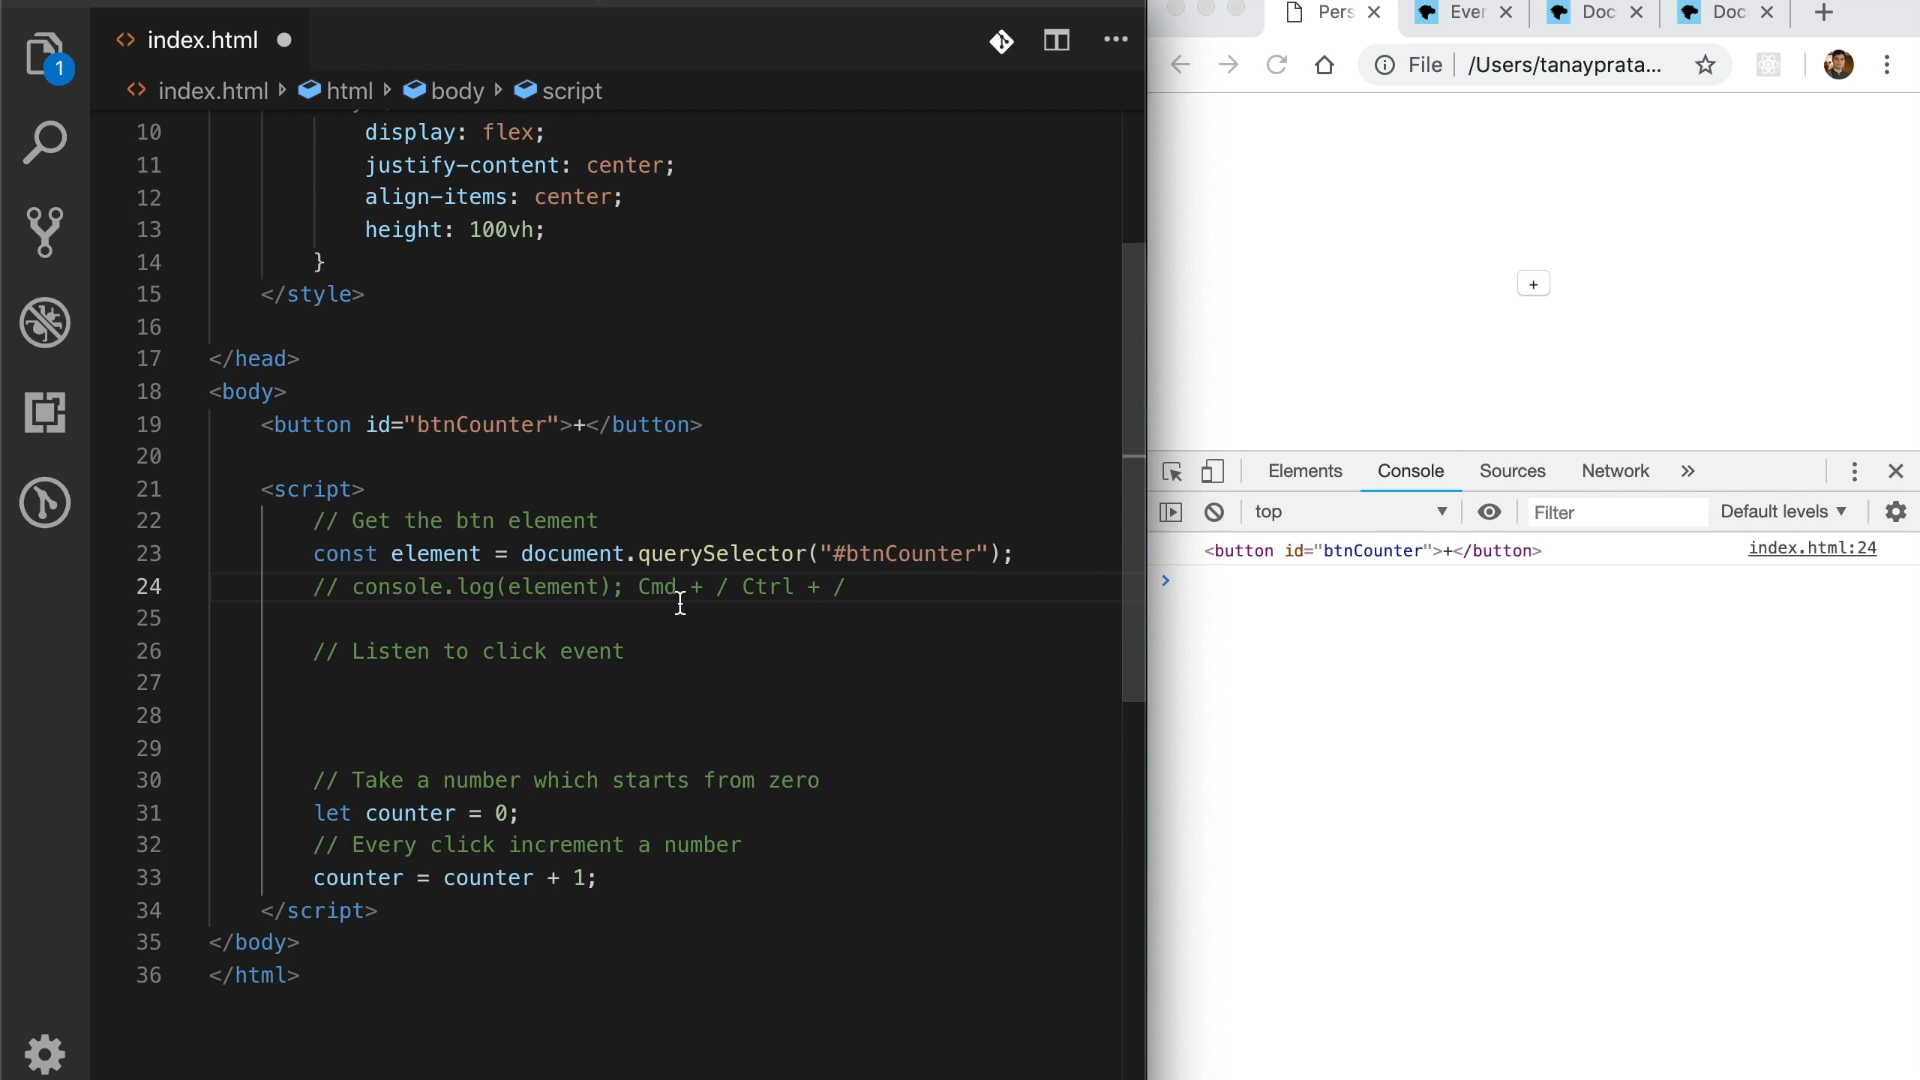 index.html
1
index.html html body script
10 display: flex;
11 justify-content: center;
12 align-items: center;
13 height: 100vh;
14 }
15 </style>
16
17 </head>
18 <body>
19 <button id="btnCounter">+</button>
20
21 <script>
22 // Get the btn element
23 const element = document.querySelector("#btnCounter");
24 // console.log(element); Cmd + / Ctrl + /
25
26 // Listen to click event
27
28
29
30 // Take a number which starts from zero
31 let counter = 0;
32 // Every click increment a number
33 counter = counter + 1;
34 </script>
35 </body>
36 </html>
Pers Ever Doc Doc
File /Users/tanayprata...
+
Elements Console Sources Network »
top Filter Default levels
<button id="btnCounter">+</button> index.html:24